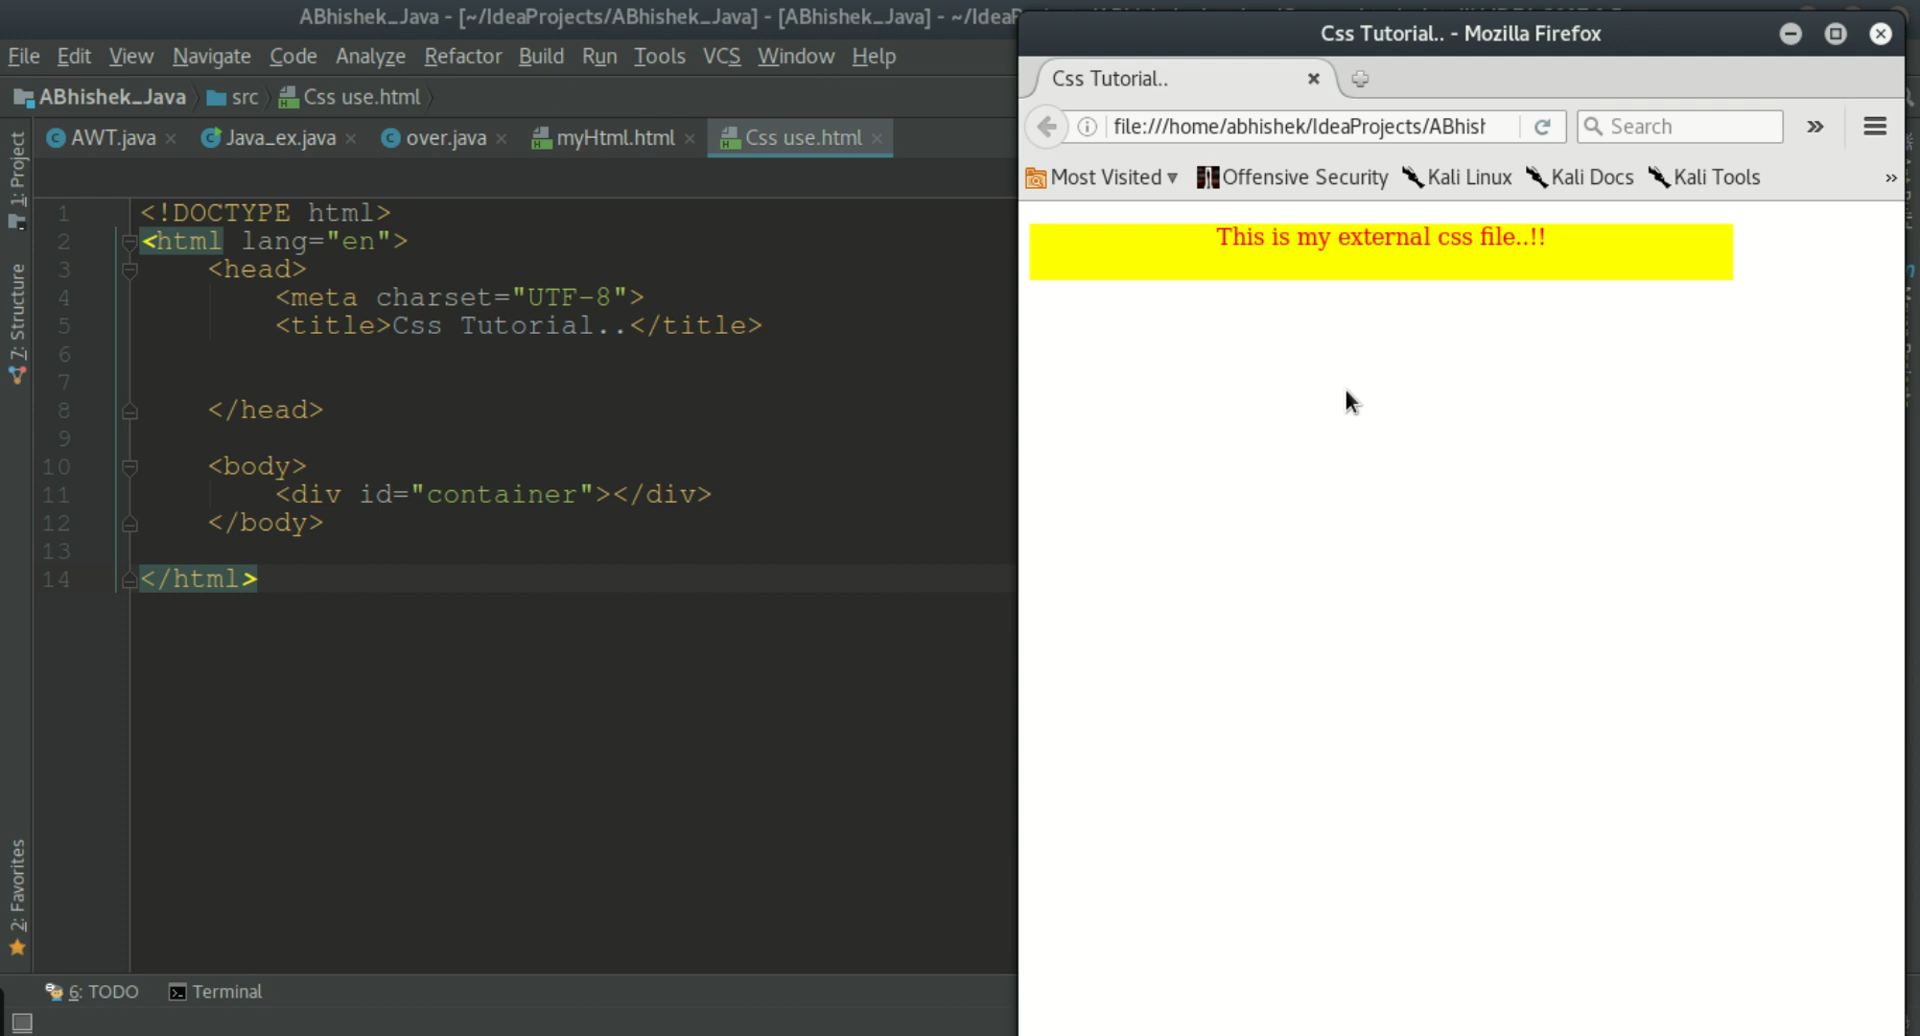 ABhishek_Java - [~/IdeaProjects/ABhishek_Java] - [ABhishek_Java] -
File Edit View Navigate Code Analyze Refactor Build Run Tools VCS Window Help
ABhishek_Java src Css use.html
AWT.java Java_ex.java over.java myHtml.html Css use.html
1: Project
7: Structure
2: Favorites
1 <!DOCTYPE html>
2 <html lang="en">
3 <head>
4 <meta charset="UTF-8">
5 <title>Css Tutorial..</title>
6
7
8 </head>
9
10 <body>
11 <div id="container"></div>
12 </body>
13
14 </html>
6: TODO Terminal
Css Tutorial.. - Mozilla Firefox
Css Tutorial..
file:///home/abhishek/IdeaProjects/ABhist Search
Most Visited Offensive Security Kali Linux Kali Docs Kali Tools
This is my external css file..!!